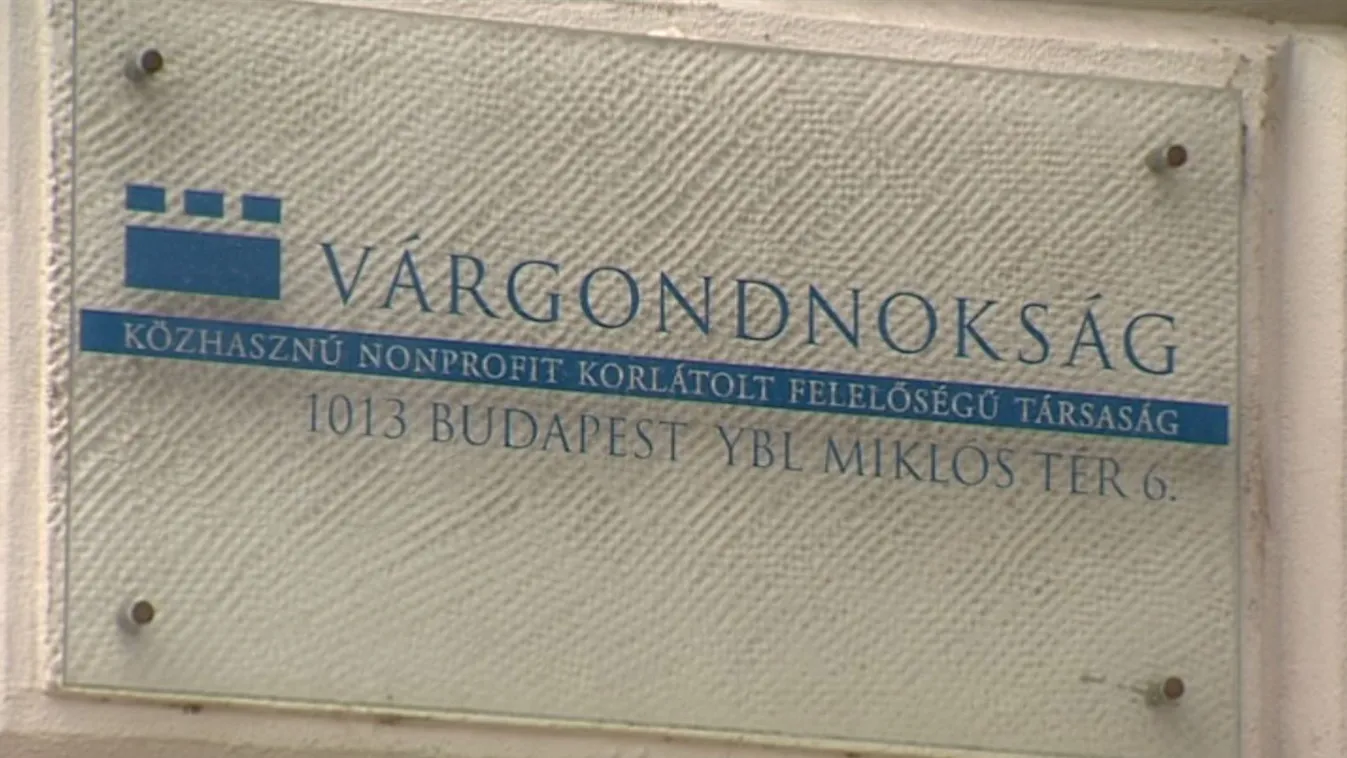 VÁRGONDNOKSÁG
KÖZHASZNÚ NONPROFIT KORLÁTOLT FELELŐSÉGŰ TÁRSASÁG
1013 BUDAPEST YBL MIKLÓS TÉR 6.